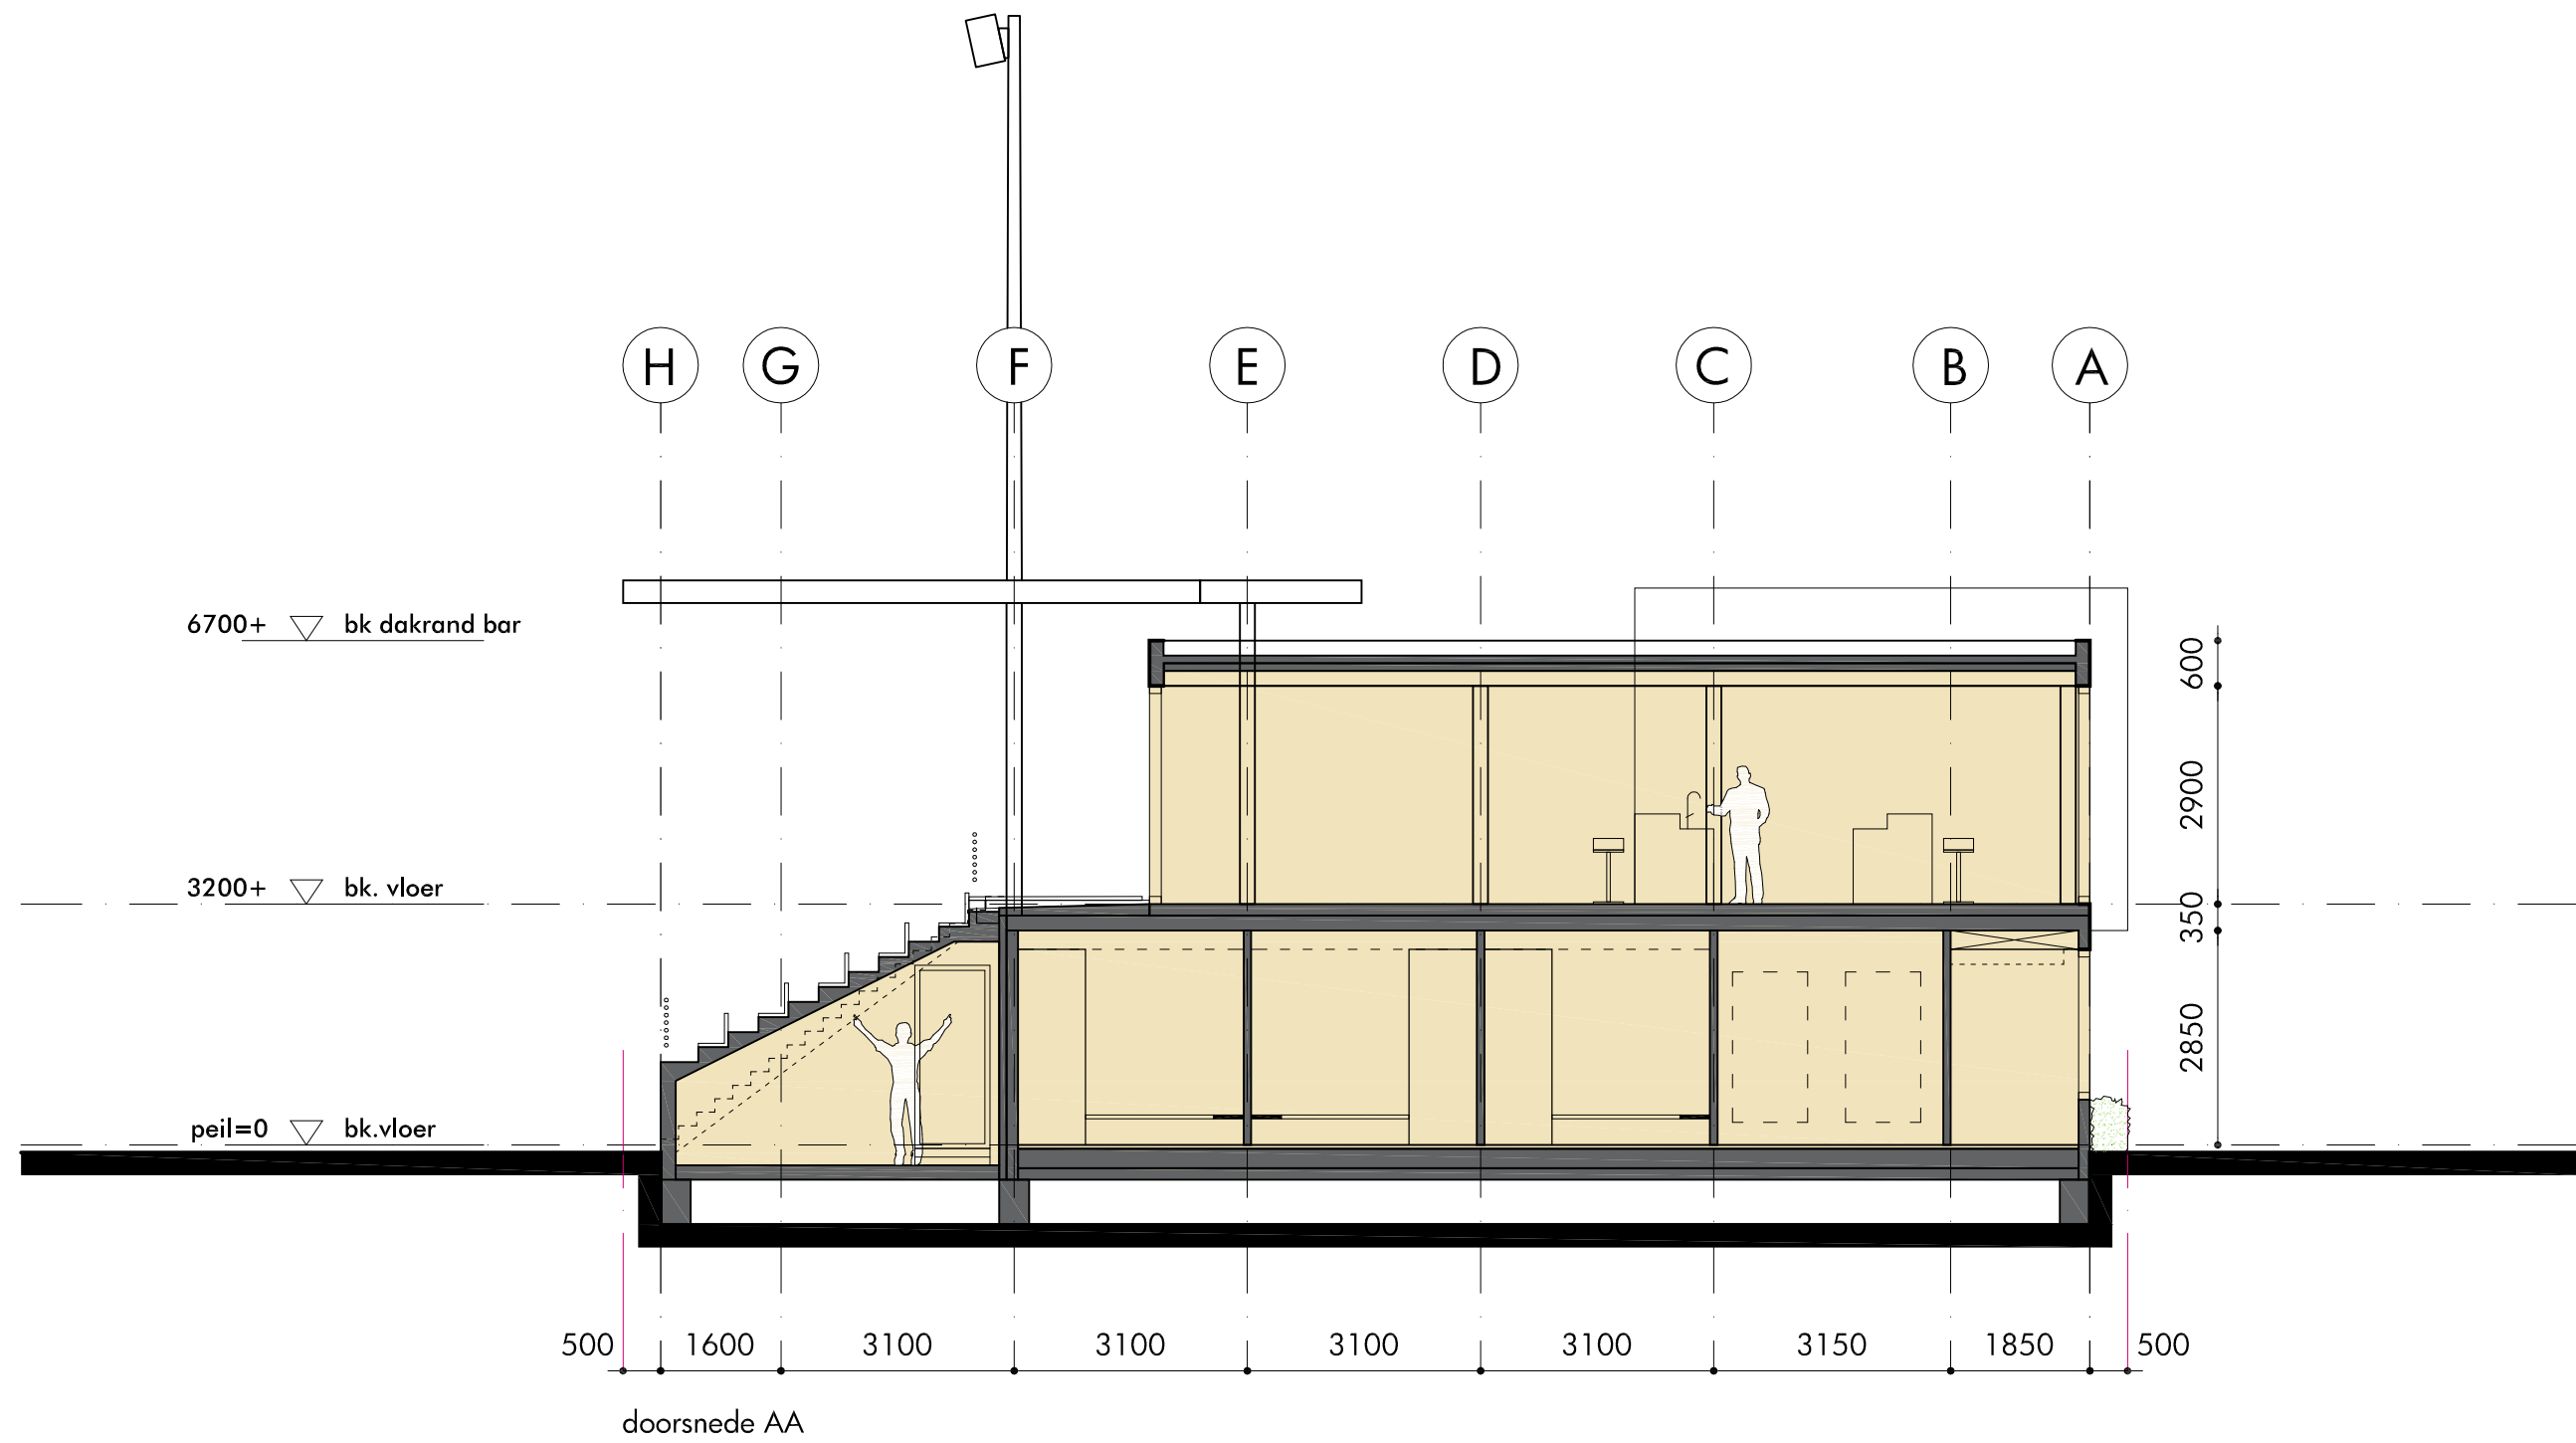 H G F E D C B A
6700+ bk dakrand bar
600
2900
3200+ bk. vloer
350
2850
peil=0 bk.vloer
500 1600 3100 3100 3100 3100 3150 1850 500
doorsnede AA